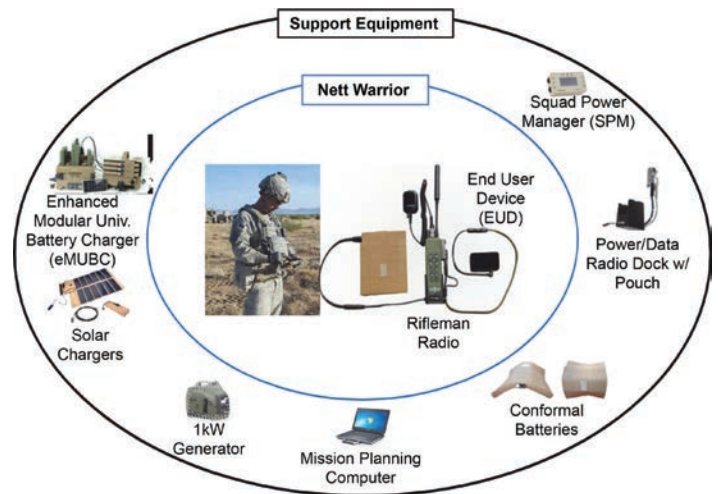 Support Equipment
Nett Warrior
Squad Power
Manager (SPM)
Enhanced
Modular Univ.
Battery Charger
(eMUBC)
End User
Device
(EUD)
Power/Data
Radio Dock w/
Pouch
Rifleman
Radio
Solar
Chargers
1kW
Generator
Mission Planning
Computer
Conformal
Batteries